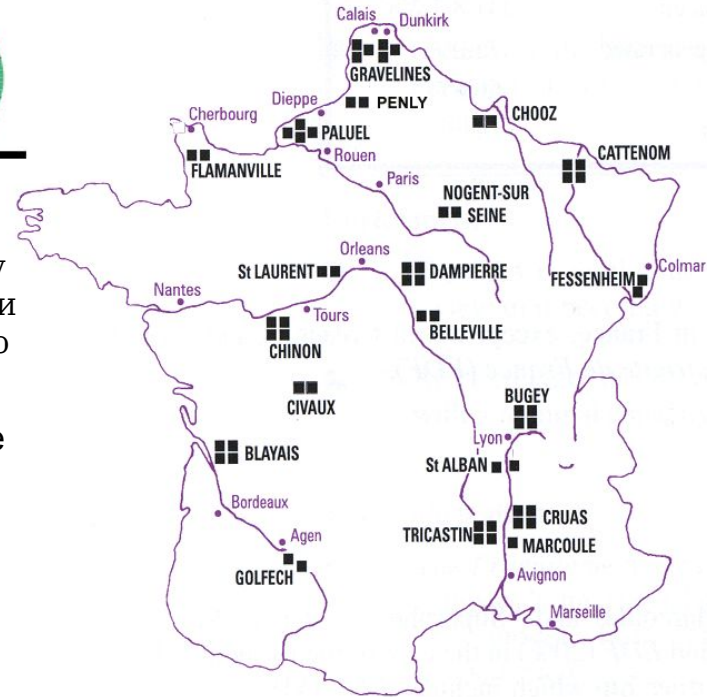 Calais
Dunkirk
GRAVELINES
Dieppe
PENLY
Cherbourg
PALUEL
CHOOZ
Rouen
FLAMANVILLE
CATTENOM
Paris
NOGENT-SUR
SEINE
Orleans
St LAURENT
DAMPIERRE
Colmar
FESSENHEIM
Nantes
Tours
BELLEVILLE
CHINON
CIVAUX
BUGEY
Lyon
BLAYAIS
St ALBAN
Bordeaux
CRUAS
TRICASTIN
Agen
MARCOULE
GOLFECH
Avignon
Marseille
у
и
о
е